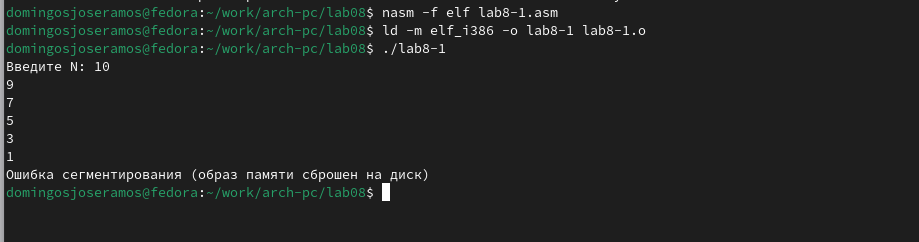 domingosjoseramos@fedora:~/work/arch-pc/lab08$ nasm -f elf lab8-1.asm
domingosjoseramos@fedora:~/work/arch-pc/lab08$ ld -m elf_i386 -o lab8-1 lab8-1.o
domingosjoseramos@fedora:~/work/arch-pc/lab08$ ./lab8-1
Введите N: 10
9
7
5
3
1
Ошибка сегментирования (образ памяти сброшен на диск)
domingosjoseramos@fedora:~/work/arch-pc/lab08$